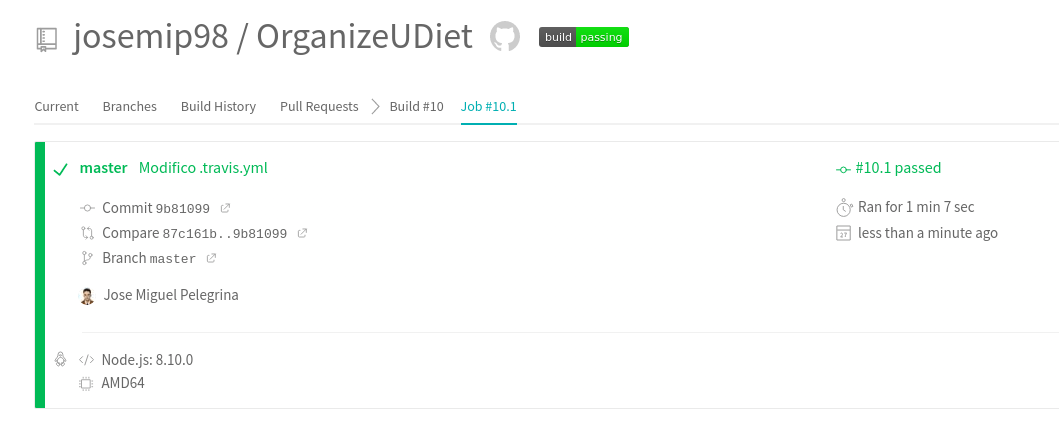 josemip98 / OrganizeUDiet build passing
Current Branches Build History Pull Requests Build #10 Job #10.1
master Modifico .travis.yml #10.1 passed
Commit 9b81099 Ran for 1 min 7 sec
Compare 87c161b..9b81099 27 less than a minute ago
Branch master
Jose Miguel Pelegrina
Node.js: 8.10.0
AMD64